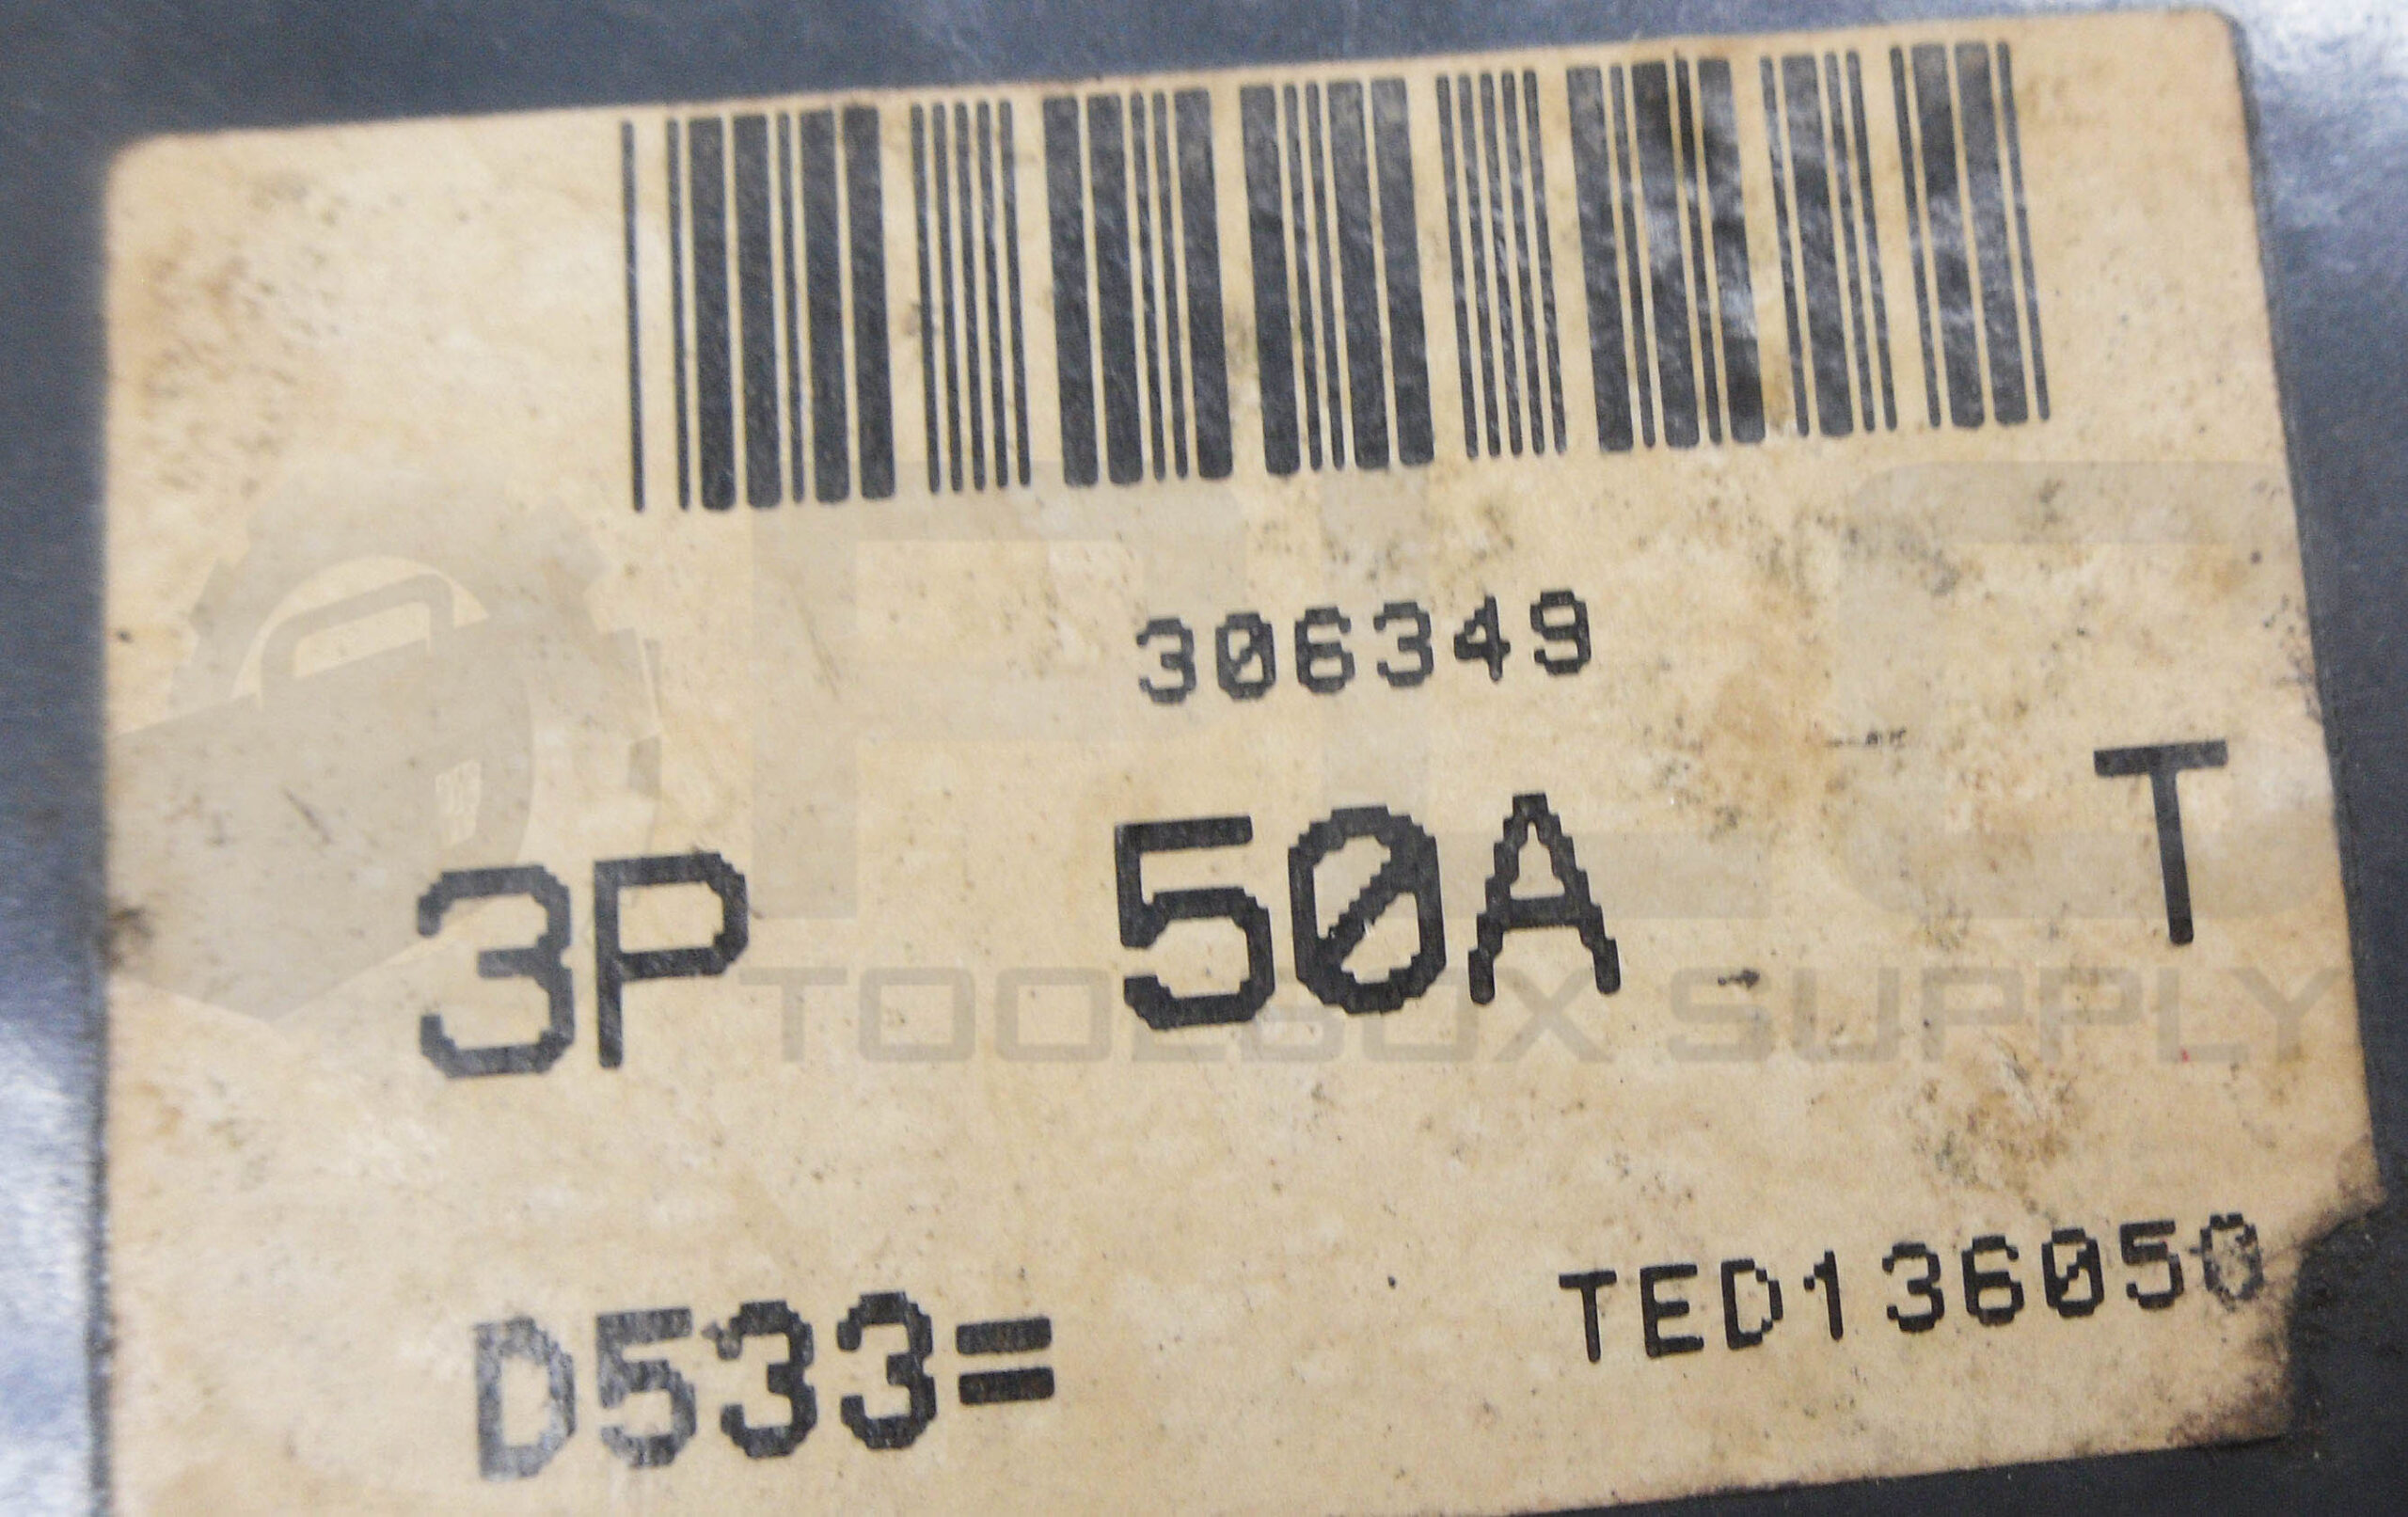 306349
3P 50A T
TOOLBOX SUPPLY
D533= TED136050